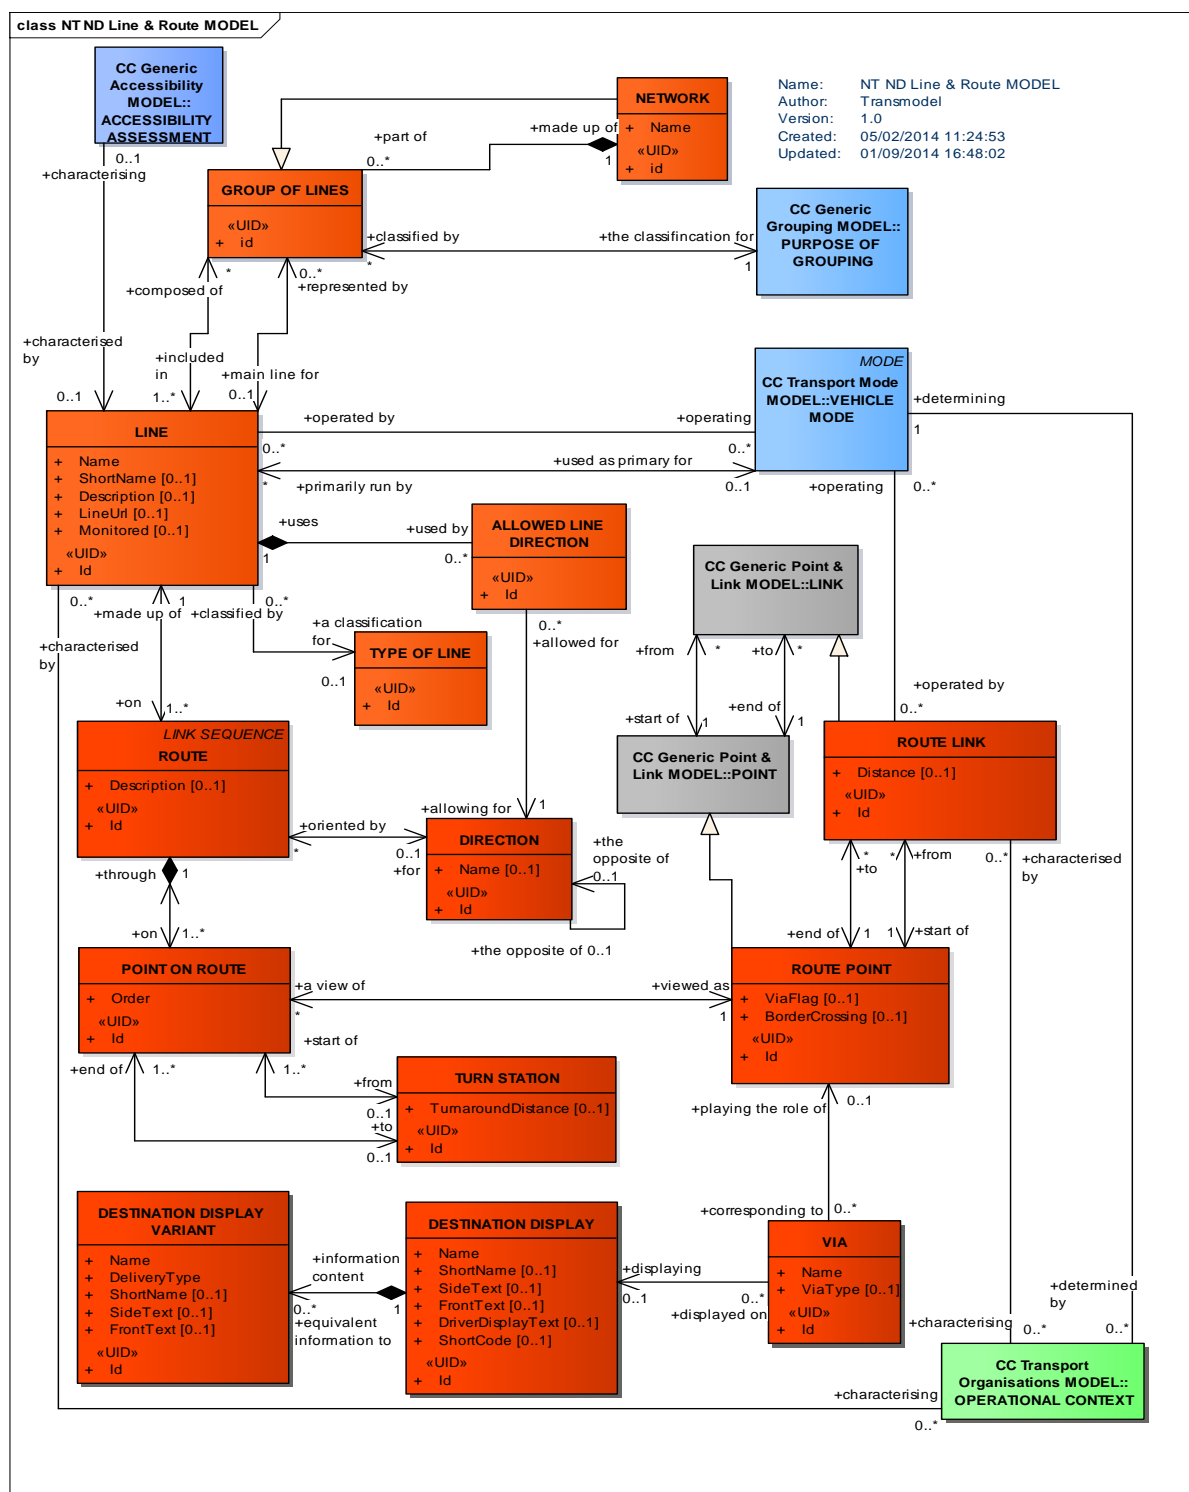 class NT ND Line & Route MODEL
Name: NT ND Line & Route MODEL
Author: Transmodel
Version: 1.0
Created: 05/02/2014 11:24:53
Updated: 01/09/2014 16:48:02
CC Generic
Accessibility
MODEL::
ACCESSIBILITY
ASSESSMENT
0..1
+characterising
NETWORK
+ Name
«UID»
+ id
+made up of
1
+part of
0..*
GROUP OF LINES
«UID»
+ id
+classified by
*
+the classifincation for
1
CC Generic
Grouping MODEL::
PURPOSE OF
GROUPING
*
+composed of
0..*
+represented by
+characterised
by
0..1
+included
in
1..*
+main line for
0..1
LINE
+ Name
+ ShortName [0..1]
+ Description [0..1]
+ LineUrl [0..1]
+ Monitored [0..1]
«UID»
+ Id
+operated by
0..*
+operating
0..*
+used as primary for
0..1
*
+primarily run by
MODE
CC Transport Mode
MODEL::VEHICLE
MODE
+determining
1
+operating
0..*
+uses
1
+used by
0..*
ALLOWED LINE
DIRECTION
«UID»
+ Id
0..*
+allowed for
CC Generic Point &
Link MODEL::LINK
0..*
+made up of
1
+classified by
0..*
+characterised
by
+a classification
for
0..1
TYPE OF LINE
«UID»
+ Id
+from
*
+to
*
+start of
1
+end of
1
+operated by
0..*
+on
1..*
LINK SEQUENCE
ROUTE
+ Description [0..1]
«UID»
+ Id
CC Generic Point &
Link MODEL::POINT
ROUTE LINK
+ Distance [0..1]
«UID»
+ Id
+allowing for
1
+oriented by
*
0..1
+for
DIRECTION
+ Name [0..1]
«UID»
+ Id
+the
opposite of
0..1
+the opposite of 0..1
*
+to
*
+from
0..*
+characterised
by
+through
1
+on
1..*
+end of
1
1
+start of
POINT ON ROUTE
+ Order
«UID»
+ Id
+a view of
*
+viewed as
1
ROUTE POINT
+ ViaFlag [0..1]
+ BorderCrossing [0..1]
«UID»
+ Id
+end of
1..*
+start of
1..*
+from
0..1
+to
0..1
TURN STATION
+ TurnaroundDistance [0..1]
«UID»
+ Id
+playing the role of
0..1
+corresponding to
0..*
DESTINATION DISPLAY
VARIANT
+ Name
+ DeliveryType
+ ShortName [0..1]
+ SideText [0..1]
+ FrontText [0..1]
«UID»
+ Id
+information
content
0..*
1
+equivalent
information to
DESTINATION DISPLAY
+ Name
+ ShortName [0..1]
+ SideText [0..1]
+ FrontText [0..1]
+ DriverDisplayText [0..1]
+ ShortCode [0..1]
«UID»
+ Id
+displaying
0..1
0..*
+displayed on
VIA
+ Name
+ ViaType [0..1]
«UID»
+ Id
+characterising
0..*
+determined
by
0..*
CC Transport
Organisations MODEL::
OPERATIONAL CONTEXT
+characterising
0..*